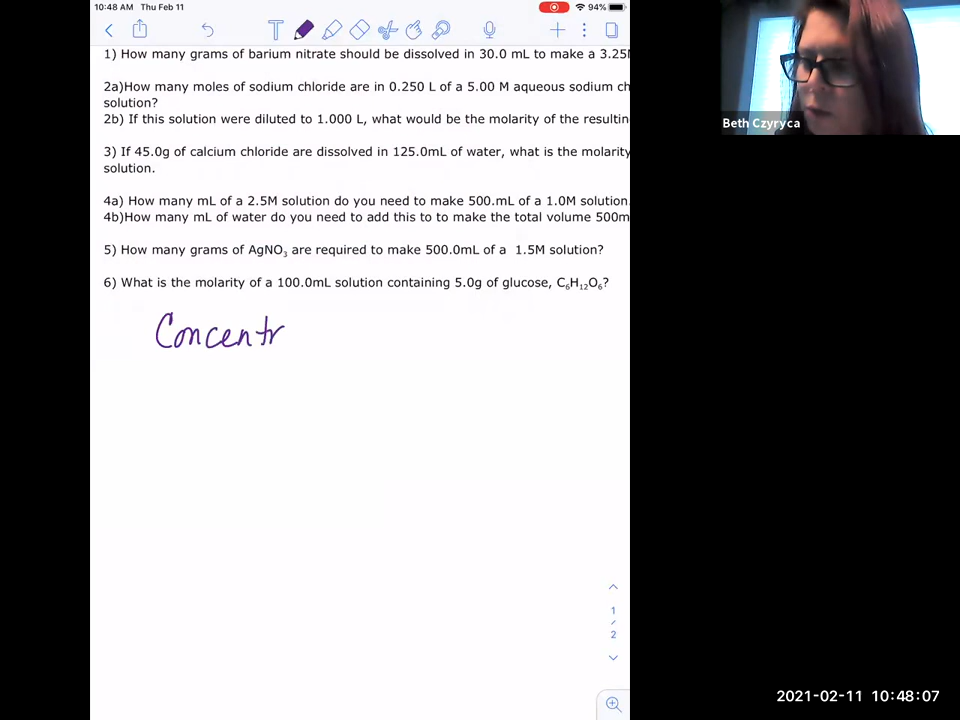 10:48 AM Thu Feb 11
94%
1) How many grams of barium nitrate should be dissolved in 30.0 mL to make a 3.25
2a)How many moles of sodium chloride are in 0.250 L of a 5.00 M aqueous sodium ch
solution?
2b) If this solution were diluted to 1.000 L, what would be the molarity of the resultin
3) If 45.0g of calcium chloride are dissolved in 125.0mL of water, what is the molarity
solution.
4a) How many mL of a 2.5M solution do you need to make 500.mL of a 1.0M solution.
4b)How many mL of water do you need to add this to to make the total volume 500m
5) How many grams of AgNO₃ are required to make 500.0mL of a 1.5M solution?
6) What is the molarity of a 100.0mL solution containing 5.0g of glucose, C₆H₁₂O₆?
Concentr
1
/
2
Beth Czyryca
2021-02-11 10:48:07